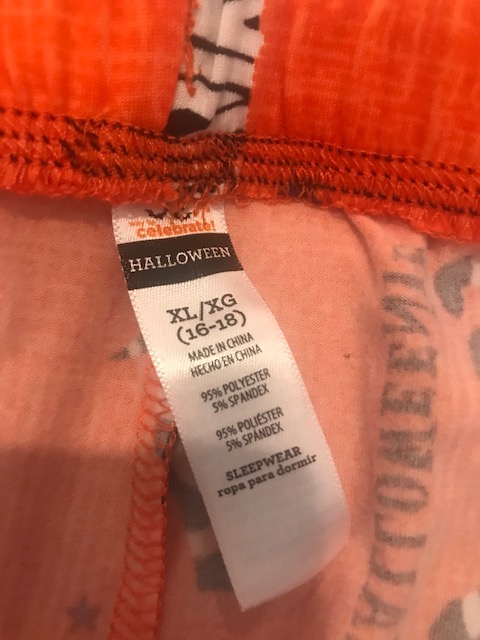 celebrate!
HALLOWEEN
XL/XG
(16-18)
MADE IN CHINA
HECHO EN CHINA
95% POLYESTER
5% SPANDEX
95% POLIÉSTER
5% SPANDEX
SLEEPWEAR
ropa para dormir